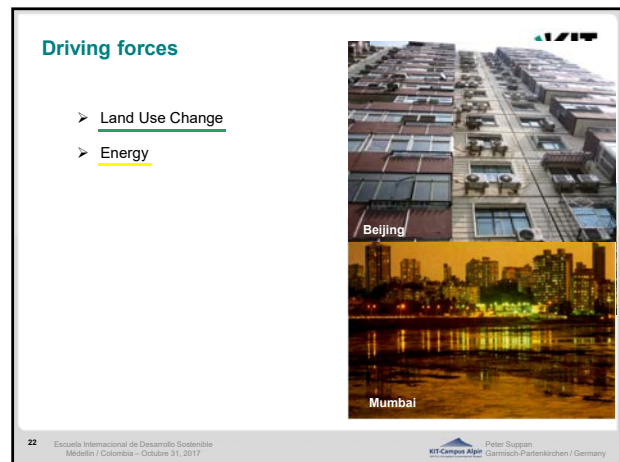 Driving forces
➢ Land Use Change
➢ Energy
Beijing
Mumbai
22 Escuela Internacional de Desarrollo Sostenible
Médellin / Colombia – Octubre 31, 2017
KIT-Campus Alpin
Peter Suppan
Garmisch-Partenkirchen / Germany